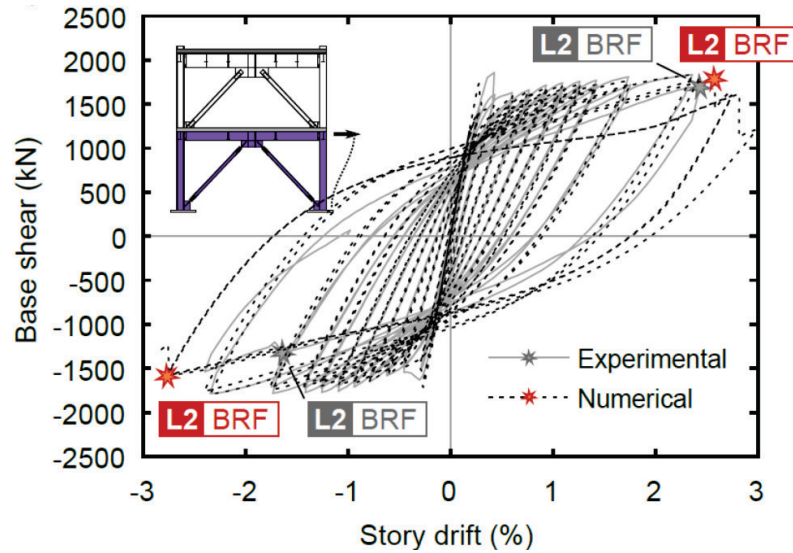 2500
2000
1500
1000
500
0
-500
-1000
-1500
-2000
-2500
Base shear (kN)
L2 BRF
L2 BRF
Experimental
Numerical
L2 BRF
L2 BRF
-3 -2 -1 0 1 2 3
Story drift (%)